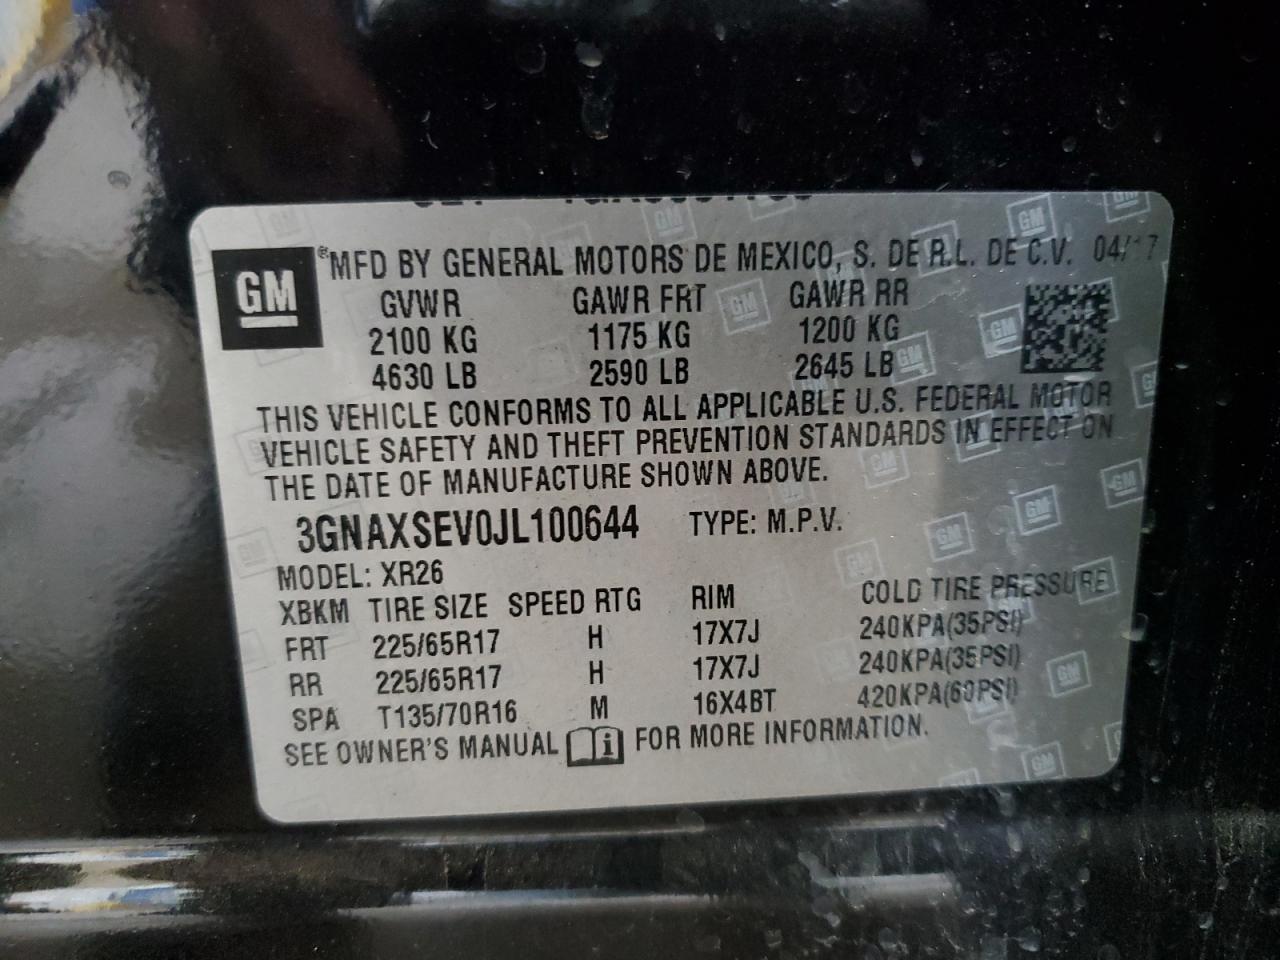 GM
®MFD BY GENERAL MOTORS DE MEXICO, S. DE R.L. DE C.V. 04/17
GVWR GAWR FRT GAWR RR
2100 KG 1175 KG 1200 KG
4630 LB 2590 LB 2645 LB
THIS VEHICLE CONFORMS TO ALL APPLICABLE U.S. FEDERAL MOTOR
VEHICLE SAFETY AND THEFT PREVENTION STANDARDS IN EFFECT ON
THE DATE OF MANUFACTURE SHOWN ABOVE.
3GNAXSEV0JL100644 TYPE: M.P.V.
MODEL: XR26
XBKM TIRE SIZE SPEED RTG RIM COLD TIRE PRESSURE
FRT 225/65R17 H 17X7J 240KPA(35PSI)
RR 225/65R17 H 17X7J 240KPA(35PSI)
SPA T135/70R16 M 16X4BT 420KPA(60PSI)
SEE OWNER'S MANUAL i FOR MORE INFORMATION.